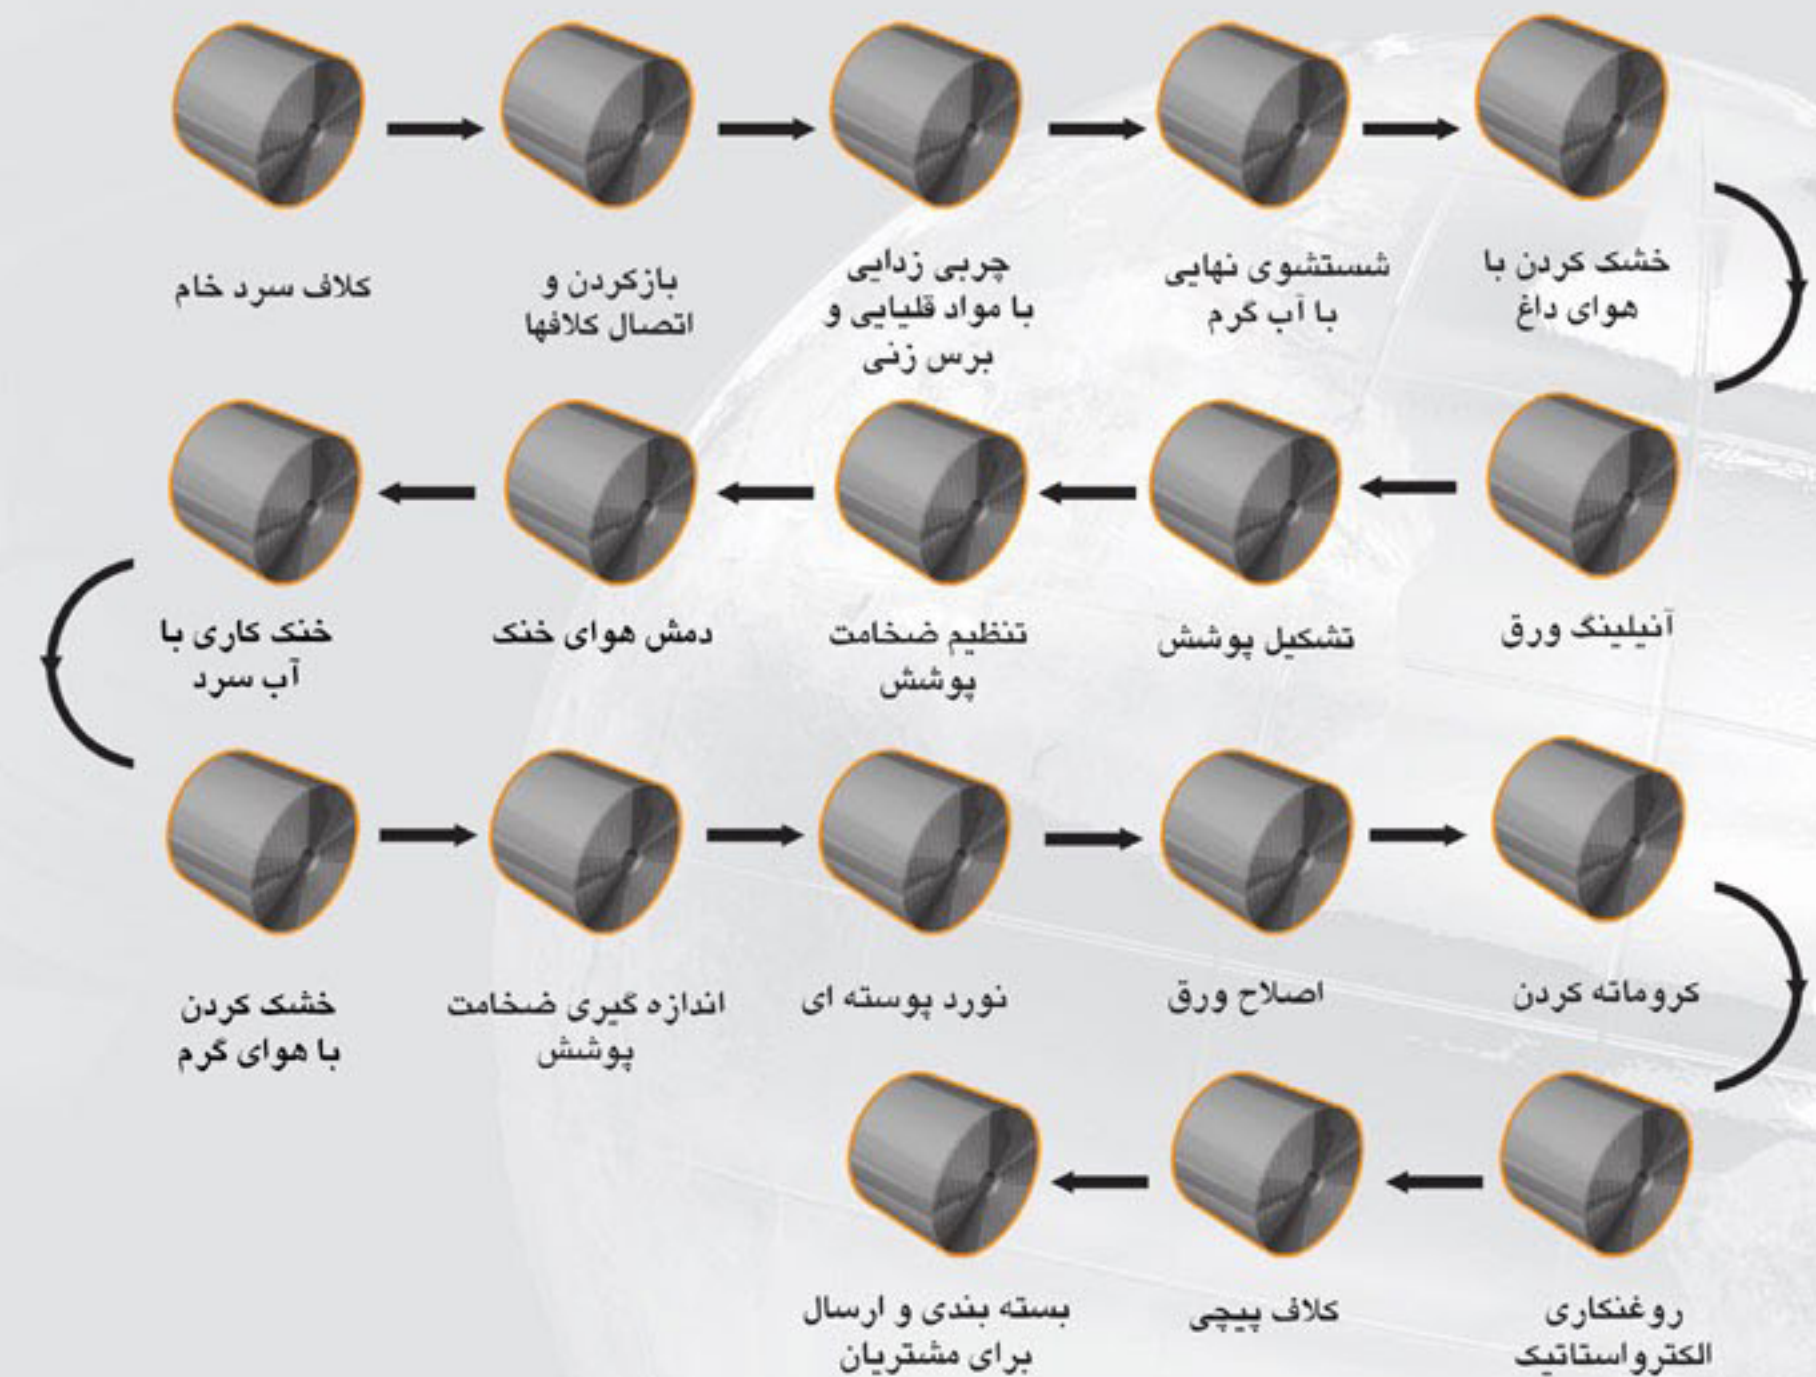 کلاف سرد خام
بازکردن و
اتصال کلافها
چربی زدایی
با مواد قلیایی و
برس زنی
شستشوی نهایی
با آب گرم
خشک کردن با
هوای داغ
آنیلینگ ورق
تشکیل پوشش
تنظیم ضخامت
پوشش
دمش هوای خنک
خنک کاری با
آب سرد
خشک کردن
با هوای گرم
اندازه گیری ضخامت
پوشش
نورد پوسته ای
اصلاح ورق
کروماته کردن
روغنکاری
الکترواستاتیک
کلاف پیچی
بسته بندی و ارسال
برای مشتریان